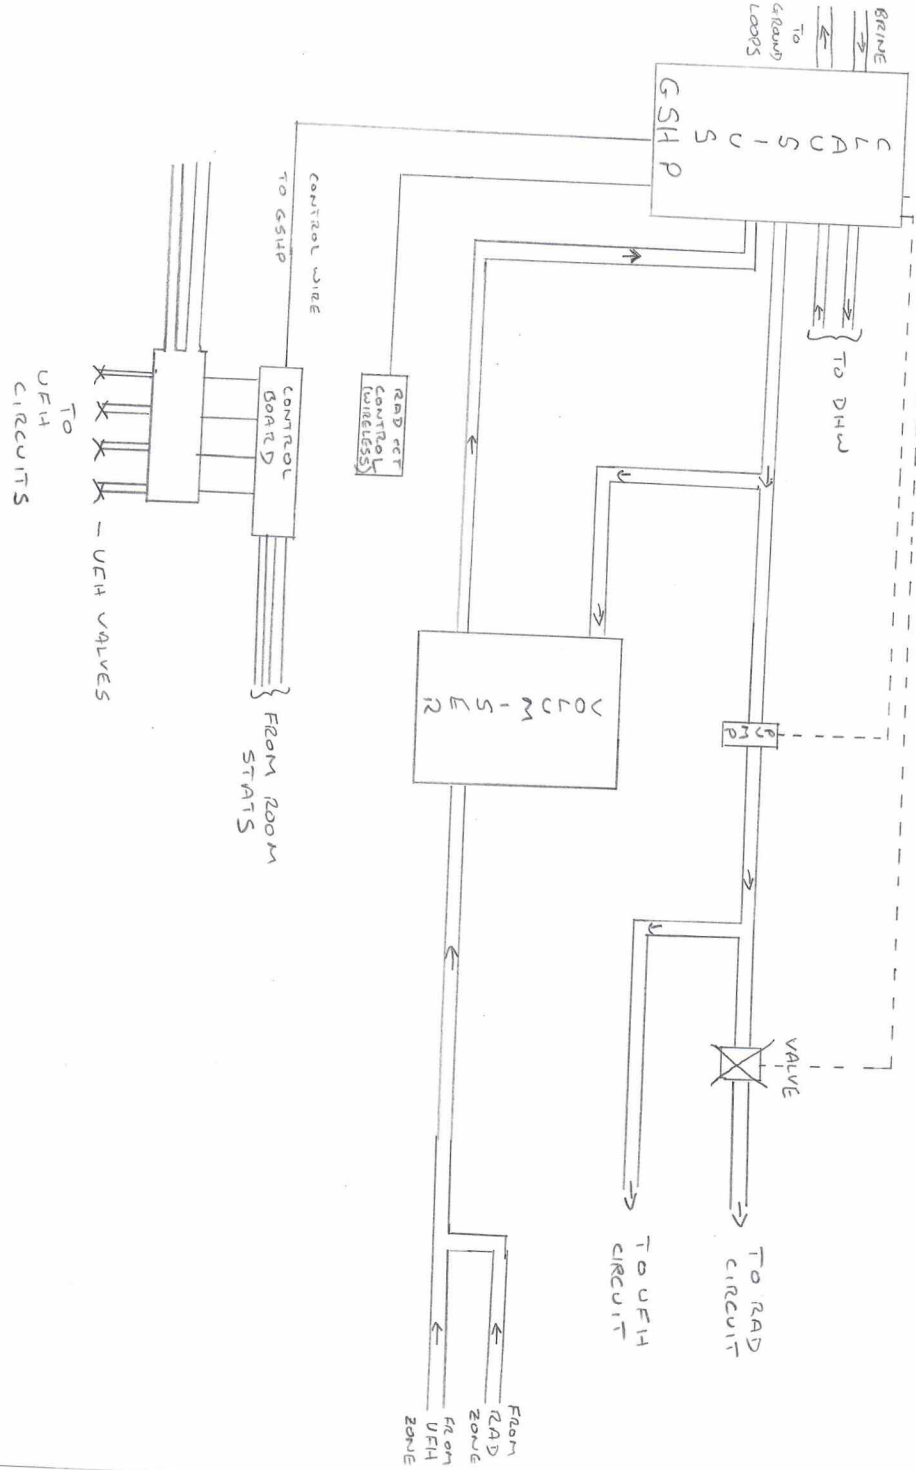 BRINE
TO
GROUND
LOOPS
CLAUSIUS
GSHP
TO DHW
PUMP
VALVE
TO RAD
CIRCUIT
TO UFH
CIRCUIT
VOLUMISER
FROM
RAD
ZONE
FROM
UFH
ZONE
RAD CCT
CONTROL
(WIRELESS)
CONTROL WIRE
TO GSHP
CONTROL
BOARD
FROM ROOM
STATS
- UFH VALVES
TO
UFH
CIRCUITS